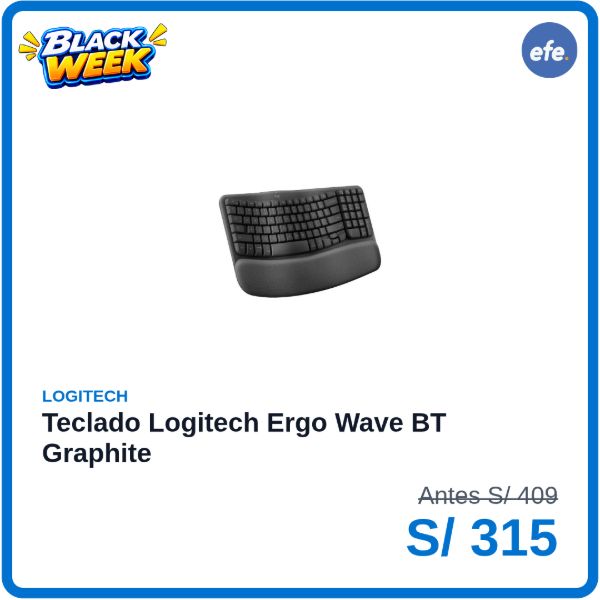 BLACK
WEEK
efe.
LOGITECH
Teclado Logitech Ergo Wave BT
Graphite
Antes S/ 409
S/ 315